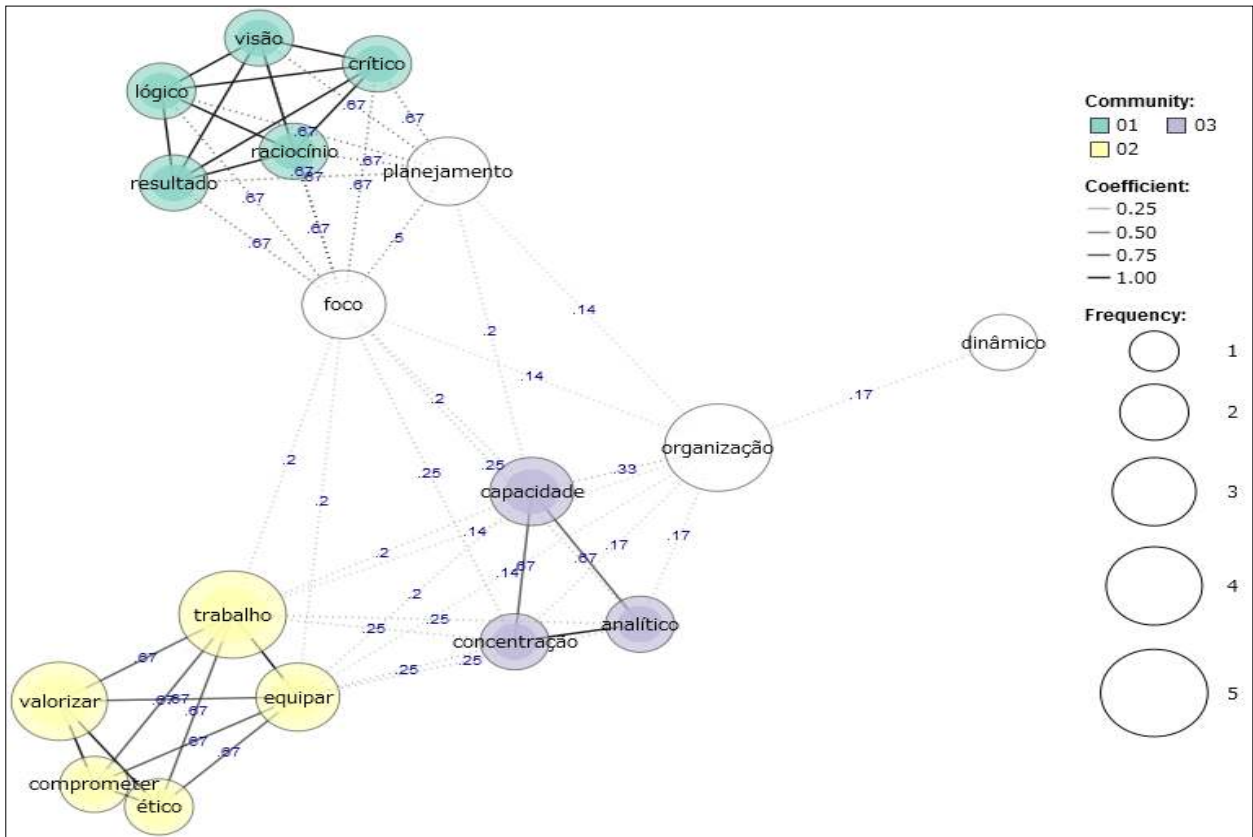 visão
crítico
lógico
.67
.67
.67
raciocínio
.67
planejamento
resultado
.67
.67
.67
.67
.67
.67
.5
foco
.14
.2
dinâmico
.14
.17
.2
organização
.2
.25
.25
.33
capacidade
.2
.14
.2
.17
.17
.67
.67
.14
.2
trabalho
.25
.25
analítico
concentração
.67
.25
.25
valorizar
equipar
.67
.67
.67
.67
.67
comprometer
ético
Community:
01 03
02
Coefficient:
0.25
0.50
0.75
1.00
Frequency:
1
2
3
4
5